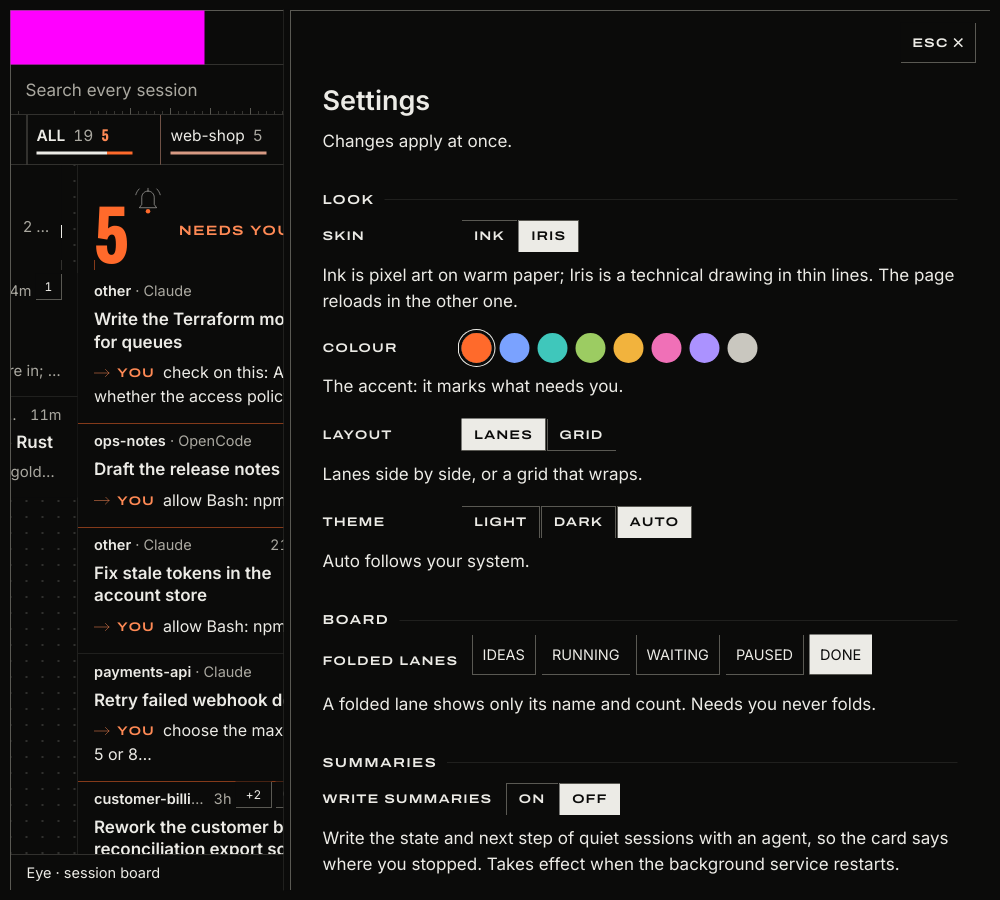 Search every session
ALL 19 5
web-shop 5
2 ...
4m 1
re in; ...
. 11m
Rust
gold...
5
NEEDS YOU
other · Claude
Write the Terraform mo
for queues
→ YOU check on this: A
whether the access polic
ops-notes · OpenCode
Draft the release notes
→ YOU allow Bash: npm
other · Claude 21
Fix stale tokens in the
account store
→ YOU allow Bash: npm
payments-api · Claude
Retry failed webhook d
→ YOU choose the max
5 or 8...
customer-billi... 3h +2
Rework the customer b
reconciliation export sc
Eye · session board
ESC ×
Settings
Changes apply at once.
LOOK
SKIN INK IRIS
Ink is pixel art on warm paper; Iris is a technical drawing in thin lines. The page
reloads in the other one.
COLOUR
The accent: it marks what needs you.
LAYOUT LANES GRID
Lanes side by side, or a grid that wraps.
THEME LIGHT DARK AUTO
Auto follows your system.
BOARD
FOLDED LANES IDEAS RUNNING WAITING PAUSED DONE
A folded lane shows only its name and count. Needs you never folds.
SUMMARIES
WRITE SUMMARIES ON OFF
Write the state and next step of quiet sessions with an agent, so the card says
where you stopped. Takes effect when the background service restarts.